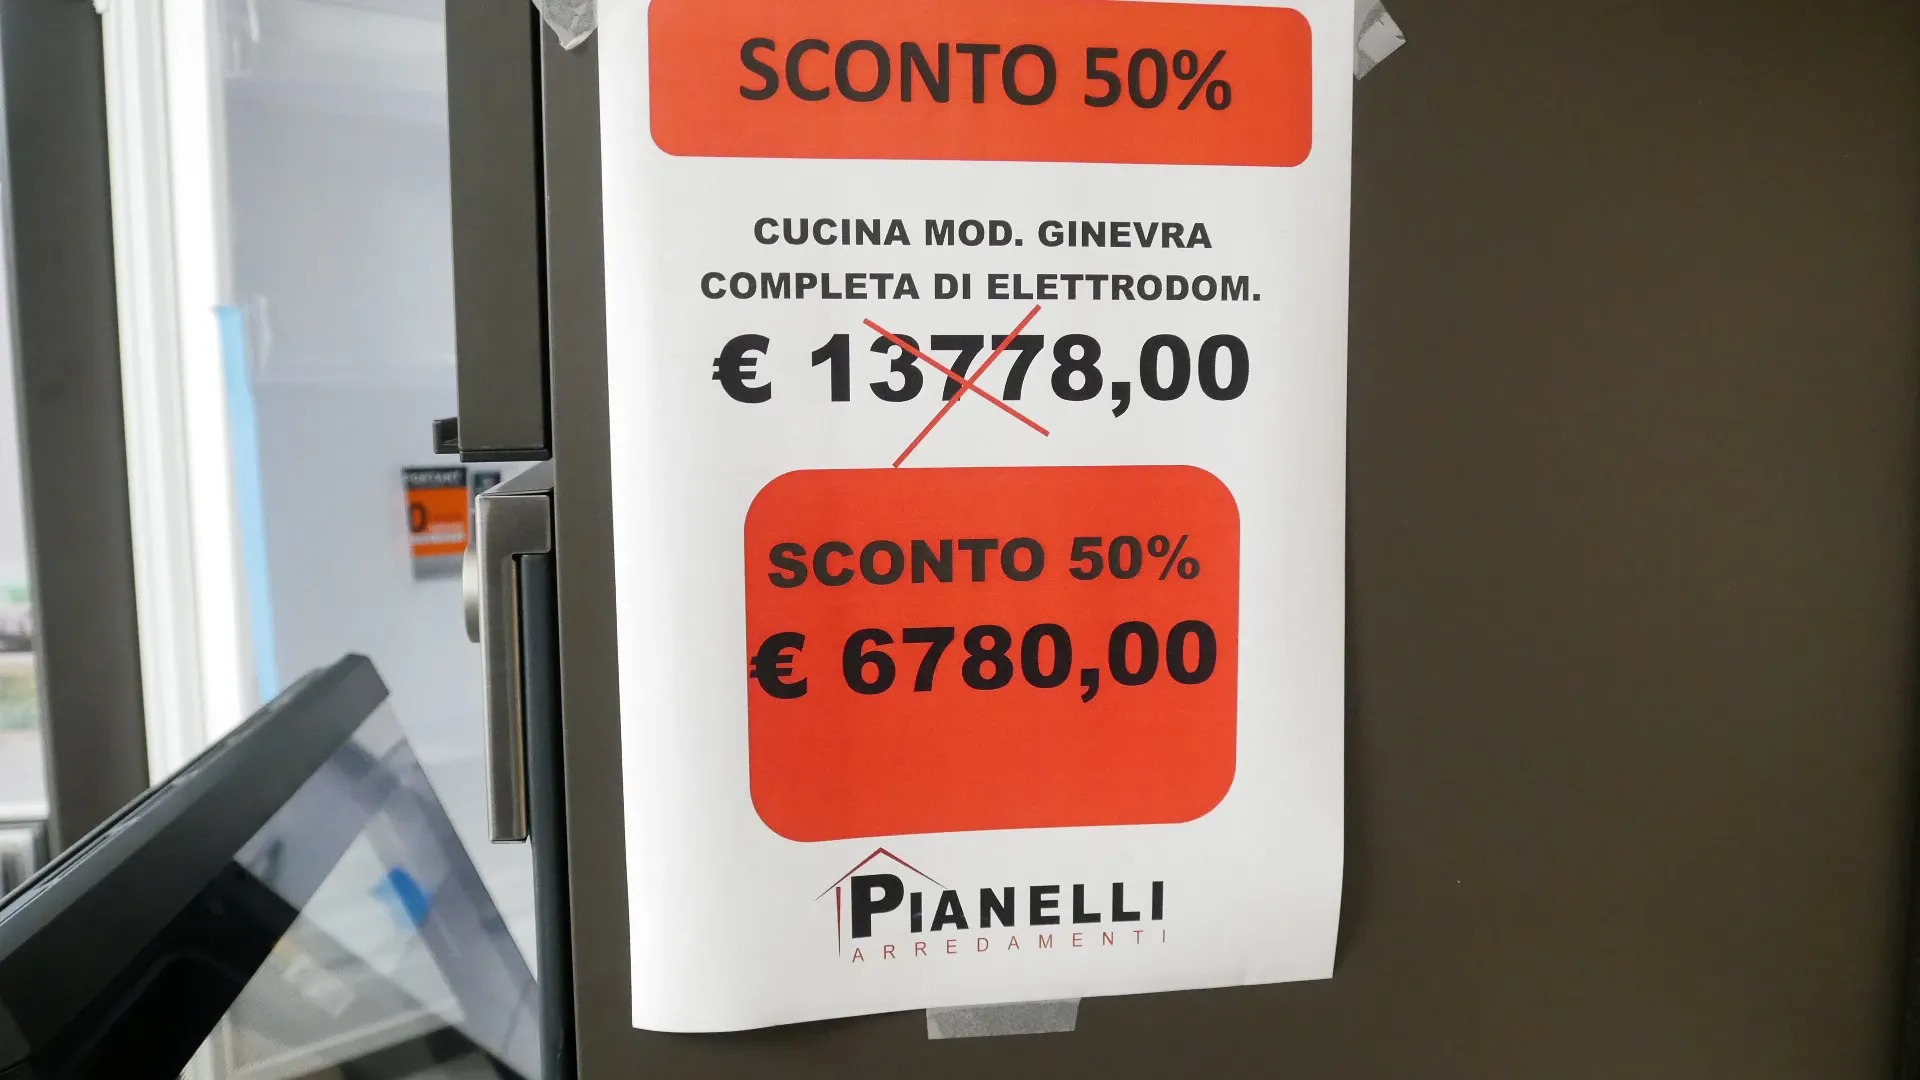 SCONTO 50%
CUCINA MOD. GINEVRA
COMPLETA DI ELETTRODOM.
€ 13778,00
SCONTO 50%
€ 6780,00
PIANELLI
ARREDAMENTI